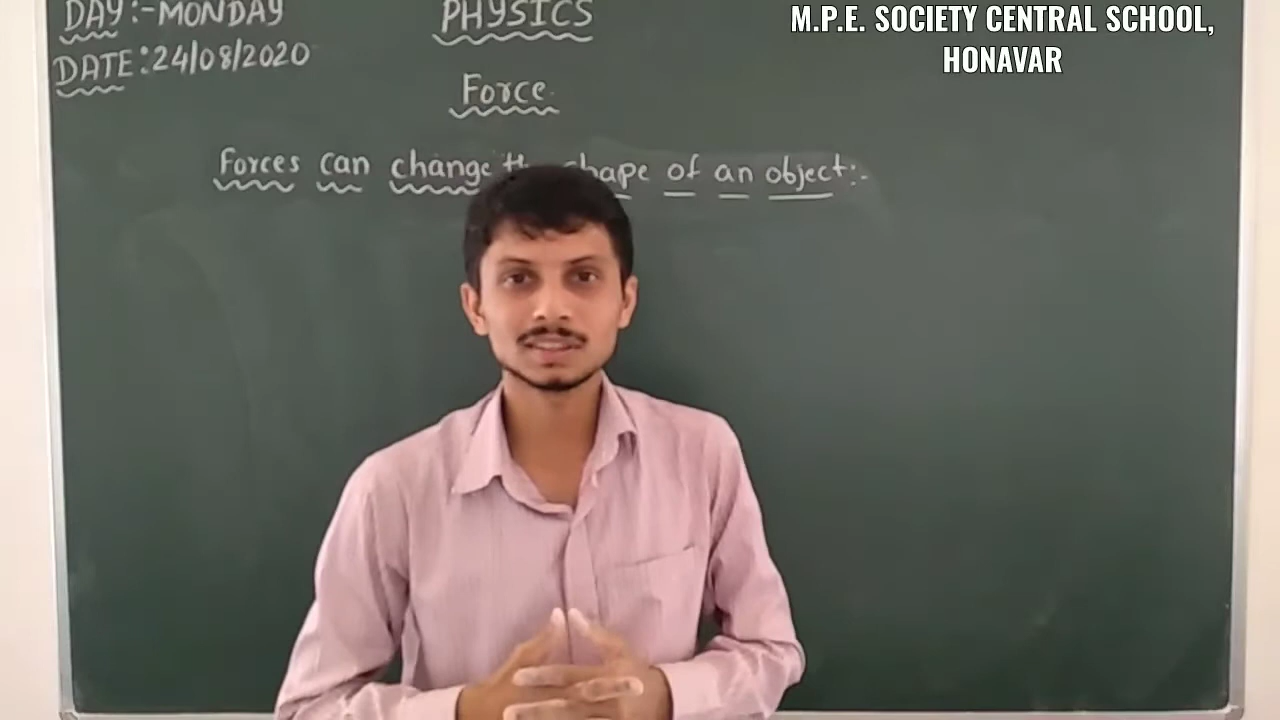 DAY:-MONDAY
PHYSICS
M.P.E. SOCIETY CENTRAL SCHOOL,
HONAVAR
DATE:24/08/2020
Force
Forces can change shape of an object:-